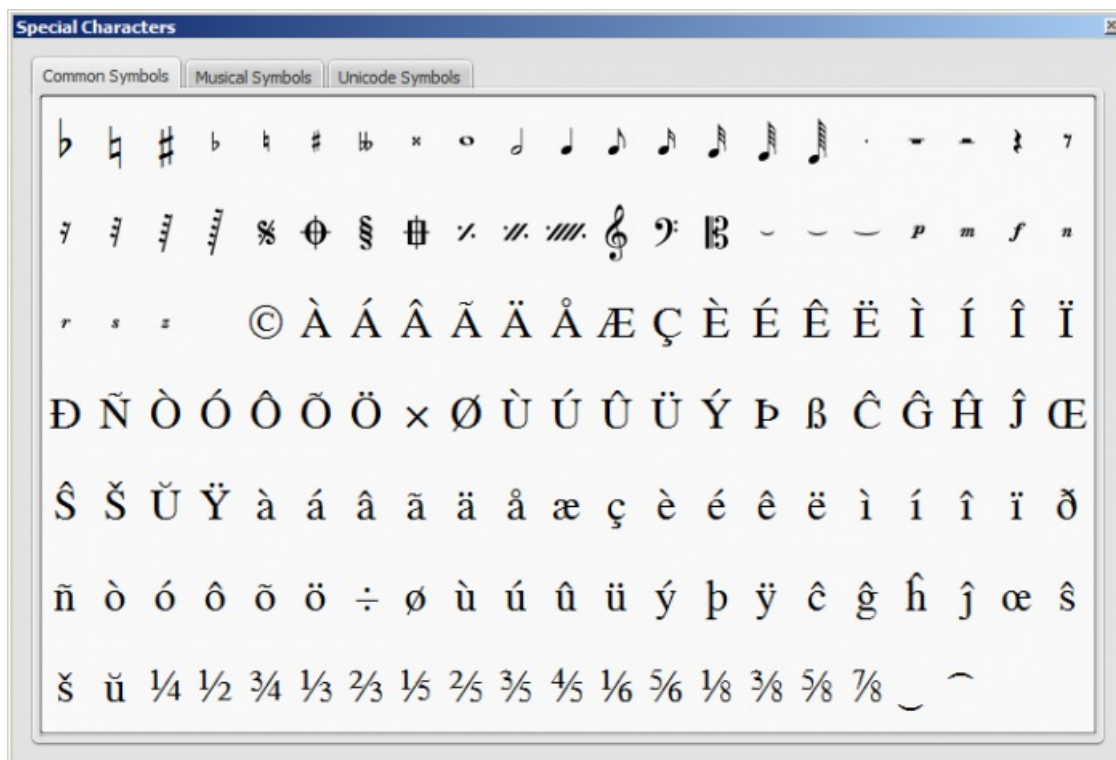 Special Characters
Common Symbols Musical Symbols Unicode Symbols
♭ ♮ ♯ ♭ ♮ ♯ 𝄫 𝄪 𝅝 𝅗𝅥 𝅘𝅥 𝅘𝅥𝅮 𝅘𝅥𝅯 𝅘𝅥𝅰 𝅘𝅥𝅱 𝅘𝅥𝅲 . 𝄻 𝄼 𝄽 𝄾
𝄿 𝅀 𝅁 𝅂 𝄋 𝄌 𝄞 𝄢 𝄡 p m f n
r s z © À Á Â Ã Ä Å Æ Ç È É Ê Ë Ì Í Î Ï
Ð Ñ Ò Ó Ô Õ Ö × Ø Ù Ú Û Ü Ý Þ ß Ĉ Ĝ Ĥ Ĵ Œ
Ŝ Š Ŭ Ÿ à á â ã ä å æ ç è é ê ë ì í î ï ð
ñ ò ó ô õ ö ÷ ø ù ú û ü ý þ ÿ ĉ ĝ ĥ ĵ œ ŝ
š ŭ ¼ ½ ¾ ⅓ ⅔ ⅕ ⅖ ⅗ ⅘ ⅙ ⅚ ⅛ ⅜ ⅝ ⅞ ‿ ⁀